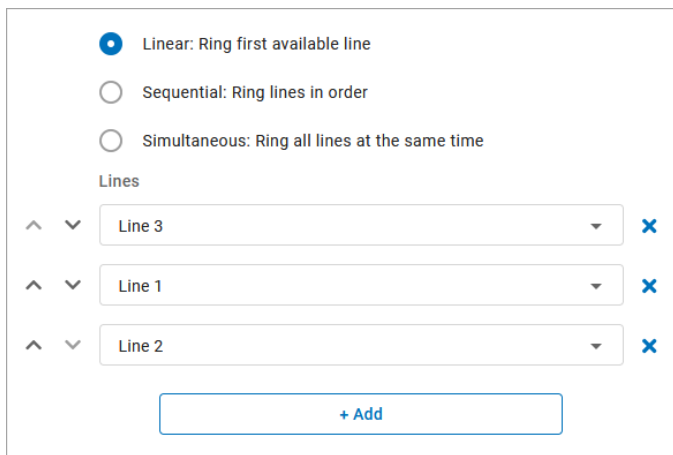 Linear: Ring first available line
Sequential: Ring lines in order
Simultaneous: Ring all lines at the same time
Lines
Line 3
Line 1
Line 2
+ Add